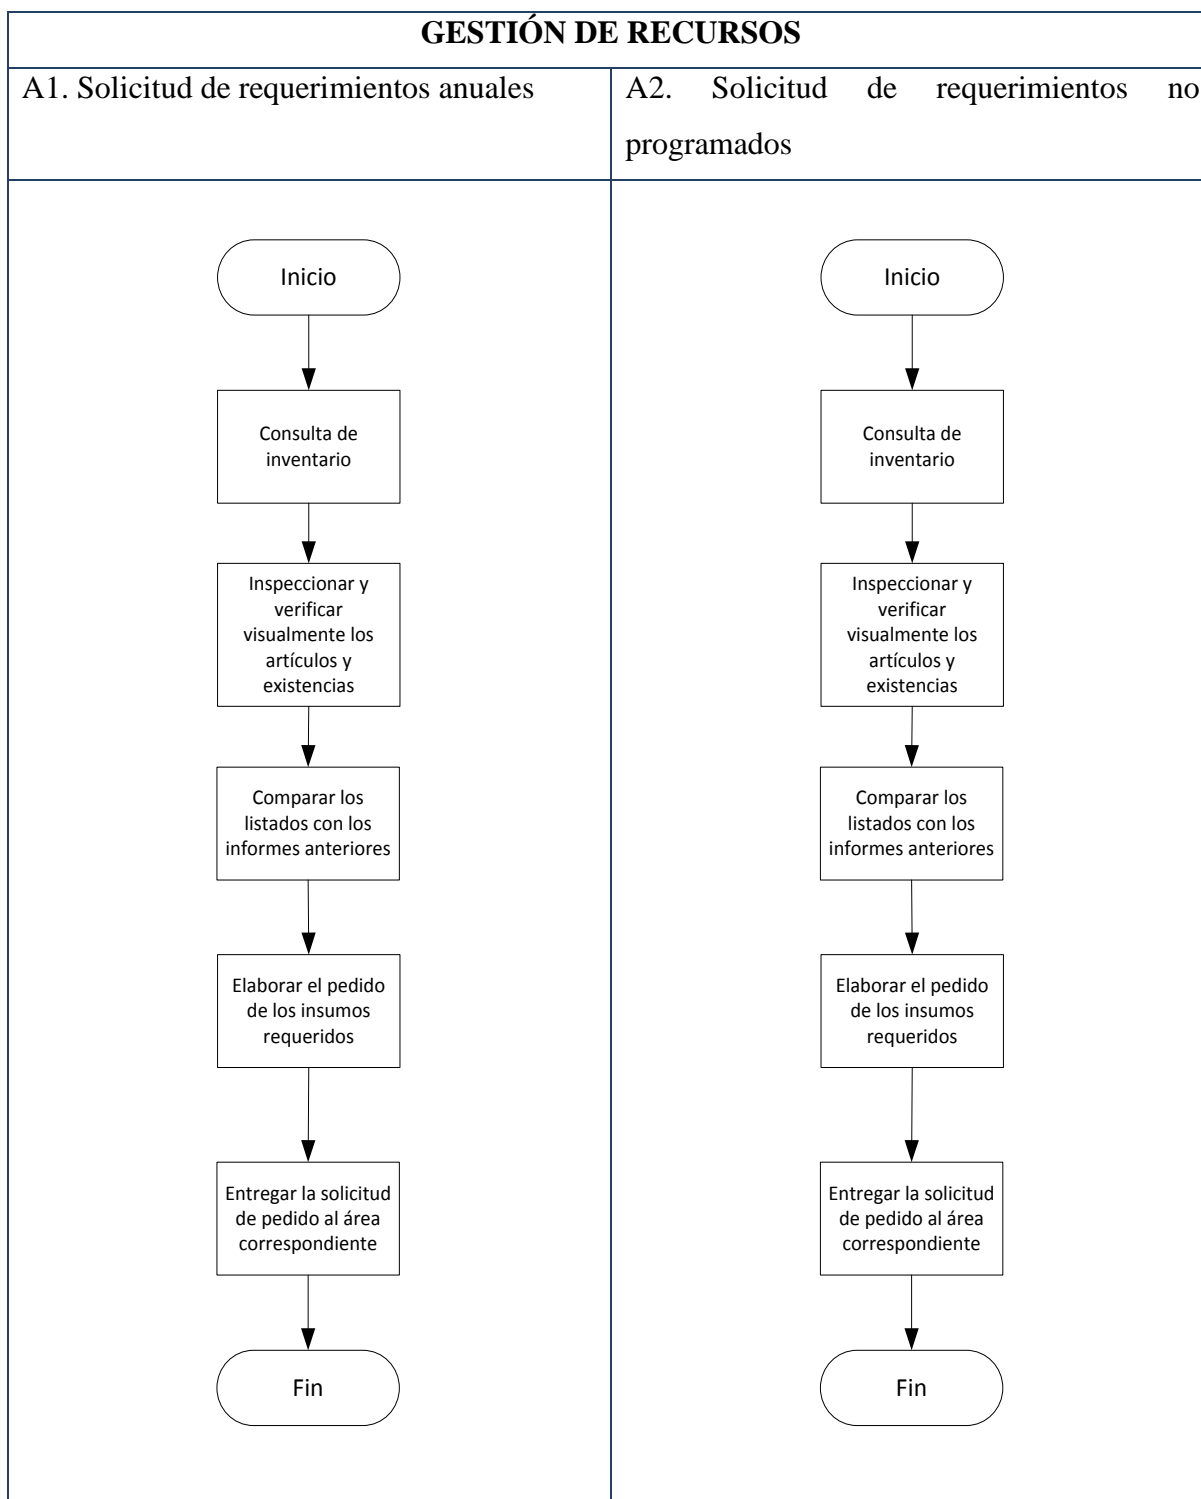 GESTIÓN DE RECURSOS
A1. Solicitud de requerimientos anuales
A2. Solicitud de requerimientos no
programados
Inicio
Consulta de
inventario
Inspeccionar y
verificar
visualmente los
artículos y
existencias
Comparar los
listados con los
informes anteriores
Elaborar el pedido
de los insumos
requeridos
Entregar la solicitud
de pedido al área
correspondiente
Fin
Inicio
Consulta de
inventario
Inspeccionar y
verificar
visualmente los
artículos y
existencias
Comparar los
listados con los
informes anteriores
Elaborar el pedido
de los insumos
requeridos
Entregar la solicitud
de pedido al área
correspondiente
Fin